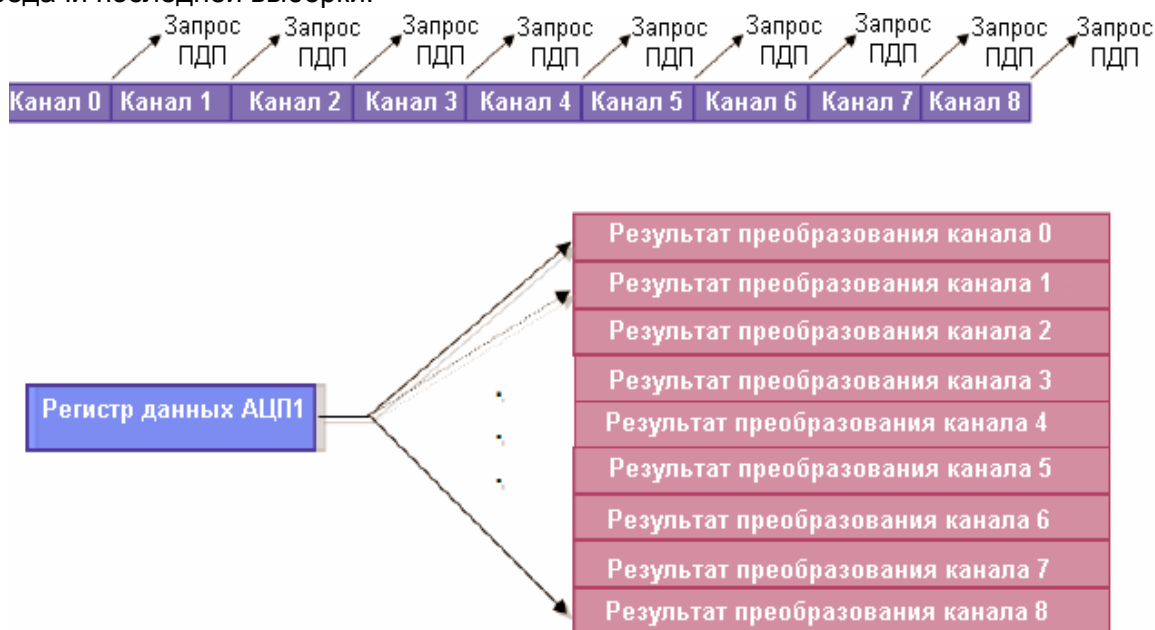 последней выборки.
Запрос ПДП
Запрос ПДП
Запрос ПДП
Запрос ПДП
Запрос ПДП
Запрос ПДП
Запрос ПДП
Запрос ПДП
Запрос ПДП
Канал 0 Канал 1 Канал 2 Канал 3 Канал 4 Канал 5 Канал 6 Канал 7 Канал 8
Результат преобразования канала 0
Результат преобразования канала 1
Результат преобразования канала 2
Результат преобразования канала 3
Регистр данных АЦП1
Результат преобразования канала 4
Результат преобразования канала 5
Результат преобразования канала 6
Результат преобразования канала 7
Результат преобразования канала 8